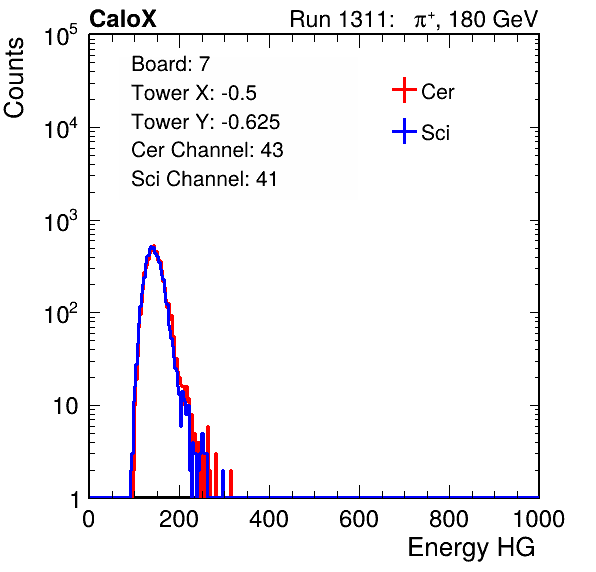 CaloX Run 1311: π⁺, 180 GeV
Counts
10⁵
10⁴
10³
10²
10
1
Board: 7
Tower X: -0.5
Tower Y: -0.625
Cer Channel: 43
Sci Channel: 41
Cer
Sci
0 200 400 600 800 1000
Energy HG